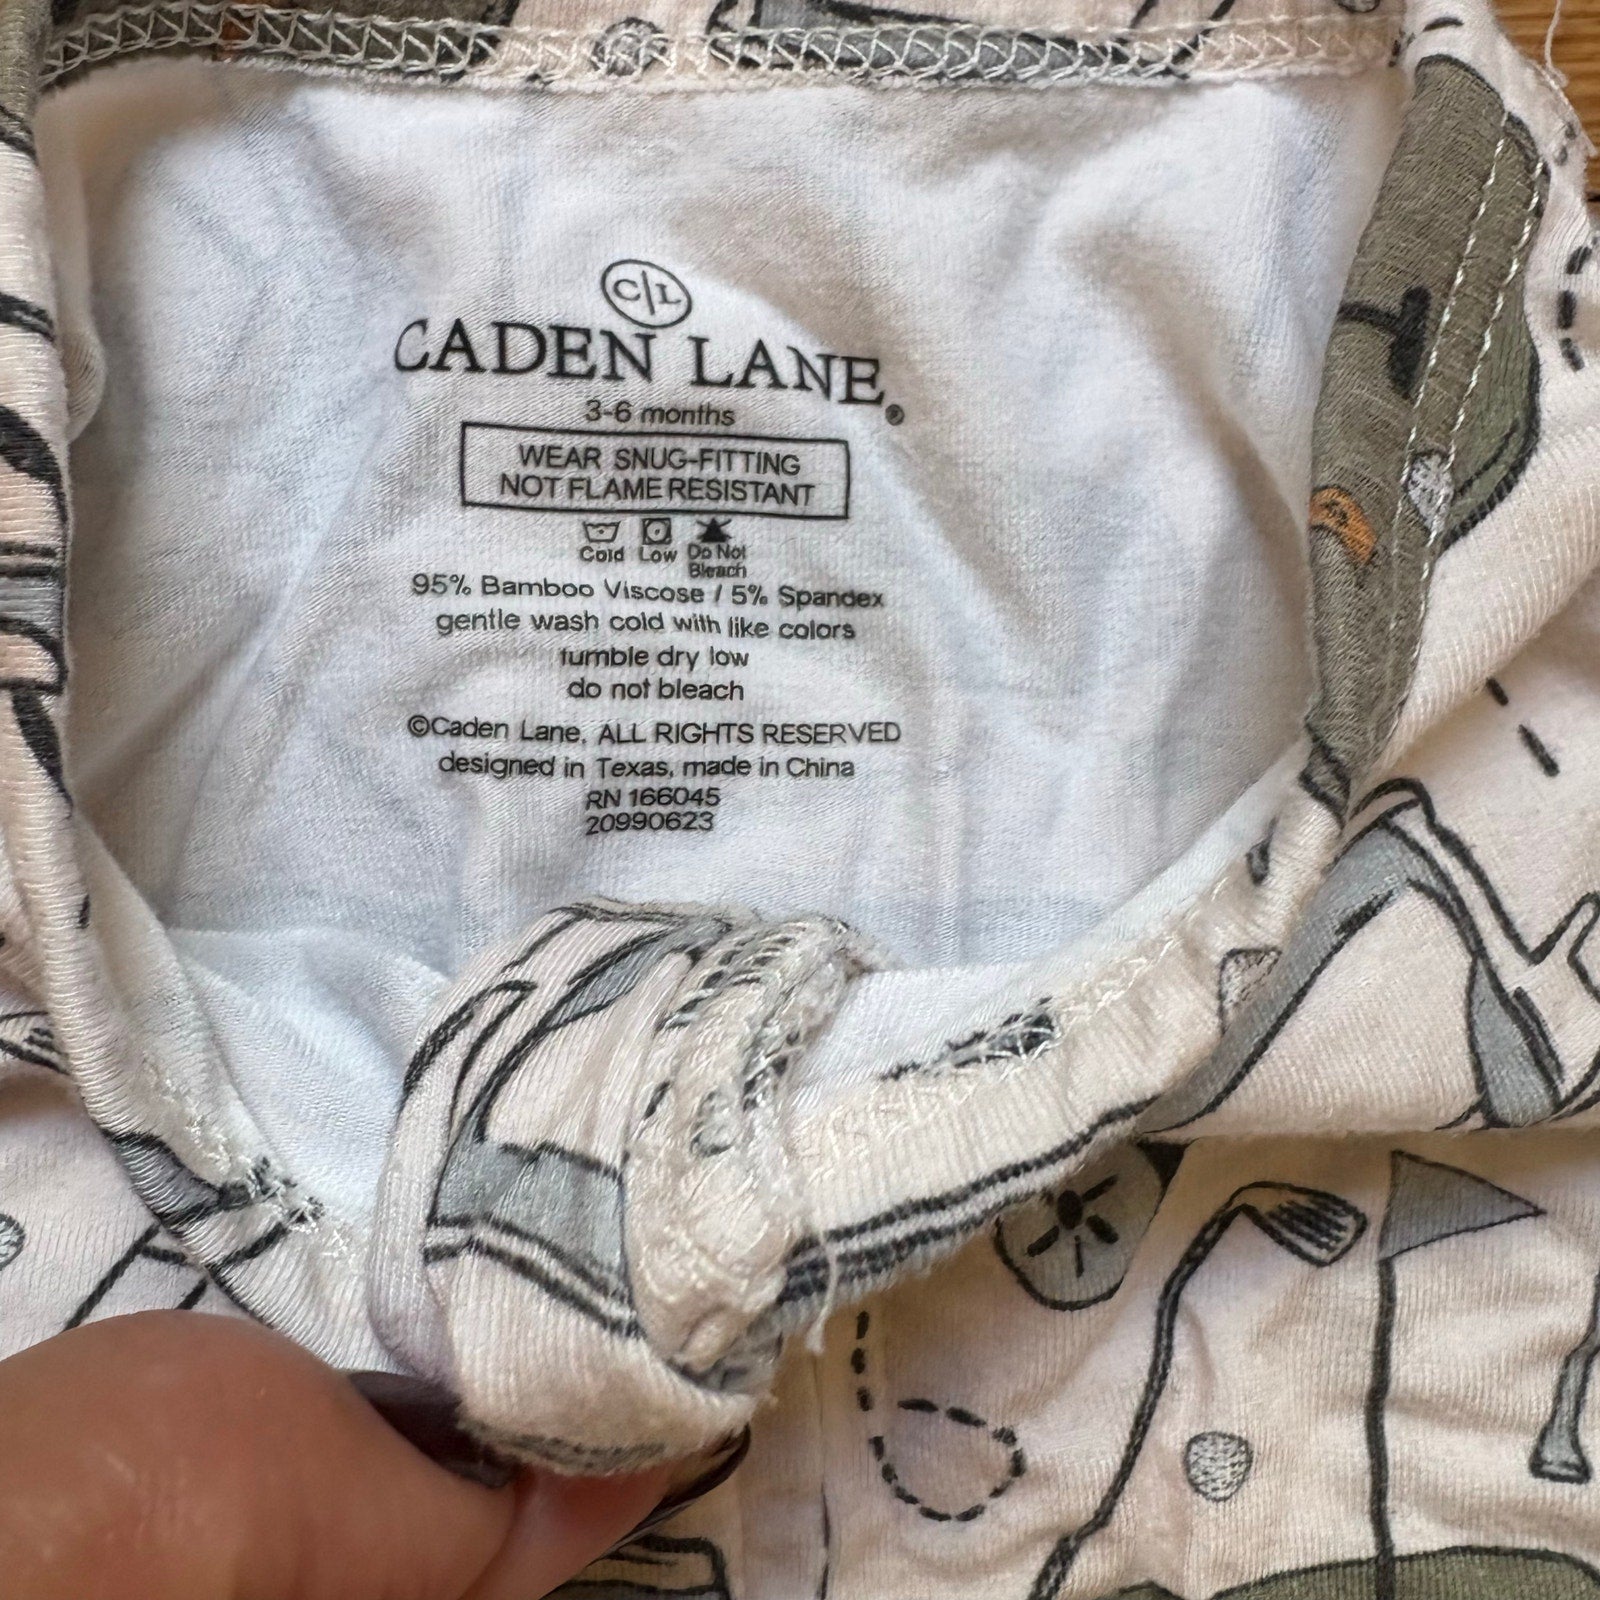 C|L
CADEN LANE®
3-6 months
WEAR SNUG-FITTING
NOT FLAME RESISTANT
Cold Low Do Not
Bleach
95% Bamboo Viscose / 5% Spandex
gentle wash cold with like colors
tumble dry low
do not bleach
©Caden Lane. ALL RIGHTS RESERVED
designed in Texas, made in China
RN 166045
20990623